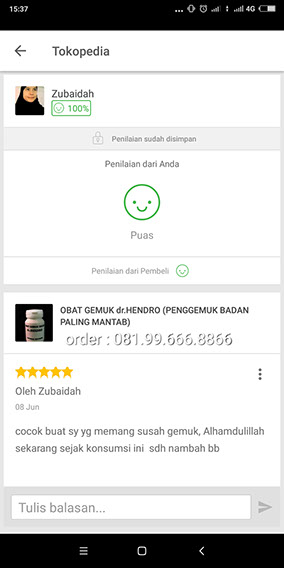 15:37
... 4G
Tokopedia
Zubaidah
100%
Penilaian sudah disimpan
Penilaian dari Anda
Puas
Penilaian dari Pembeli
OBAT GEMUK dr.HENDRO (PENGGEMUK BADAN
PALING MANTAB)
order : 081.99.666.8866
Oleh Zubaidah
08 Jun
cocok buat sy yg memang susah gemuk, Alhamdulillah
sekarang sejak konsumsi ini sdh nambah bb
Tulis balasan...